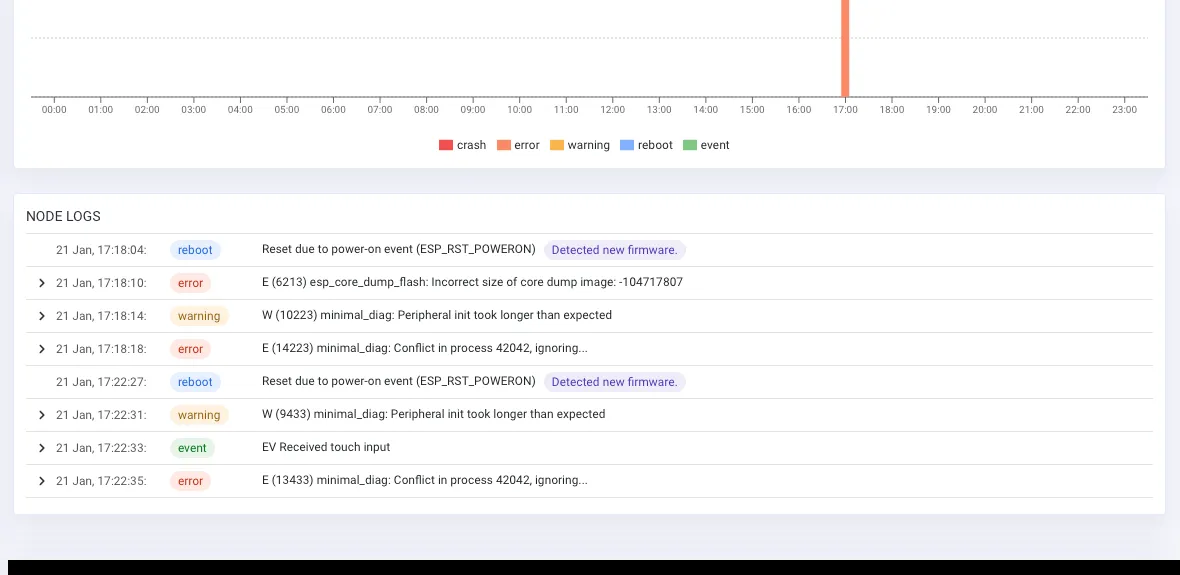 00:00 01:00 02:00 03:00 04:00 05:00 06:00 07:00 08:00 09:00 10:00 11:00 12:00 13:00 14:00 15:00 16:00 17:00 18:00 19:00 20:00 21:00 22:00 23:00
crash error warning reboot event
NODE LOGS
21 Jan, 17:18:04: reboot Reset due to power-on event (ESP_RST_POWERON) Detected new firmware.
21 Jan, 17:18:10: error E (6213) esp_core_dump_flash: Incorrect size of core dump image: -104717807
21 Jan, 17:18:14: warning W (10223) minimal_diag: Peripheral init took longer than expected
21 Jan, 17:18:18: error E (14223) minimal_diag: Conflict in process 42042, ignoring...
21 Jan, 17:22:27: reboot Reset due to power-on event (ESP_RST_POWERON) Detected new firmware.
21 Jan, 17:22:31: warning W (9433) minimal_diag: Peripheral init took longer than expected
21 Jan, 17:22:33: event EV Received touch input
21 Jan, 17:22:35: error E (13433) minimal_diag: Conflict in process 42042, ignoring...